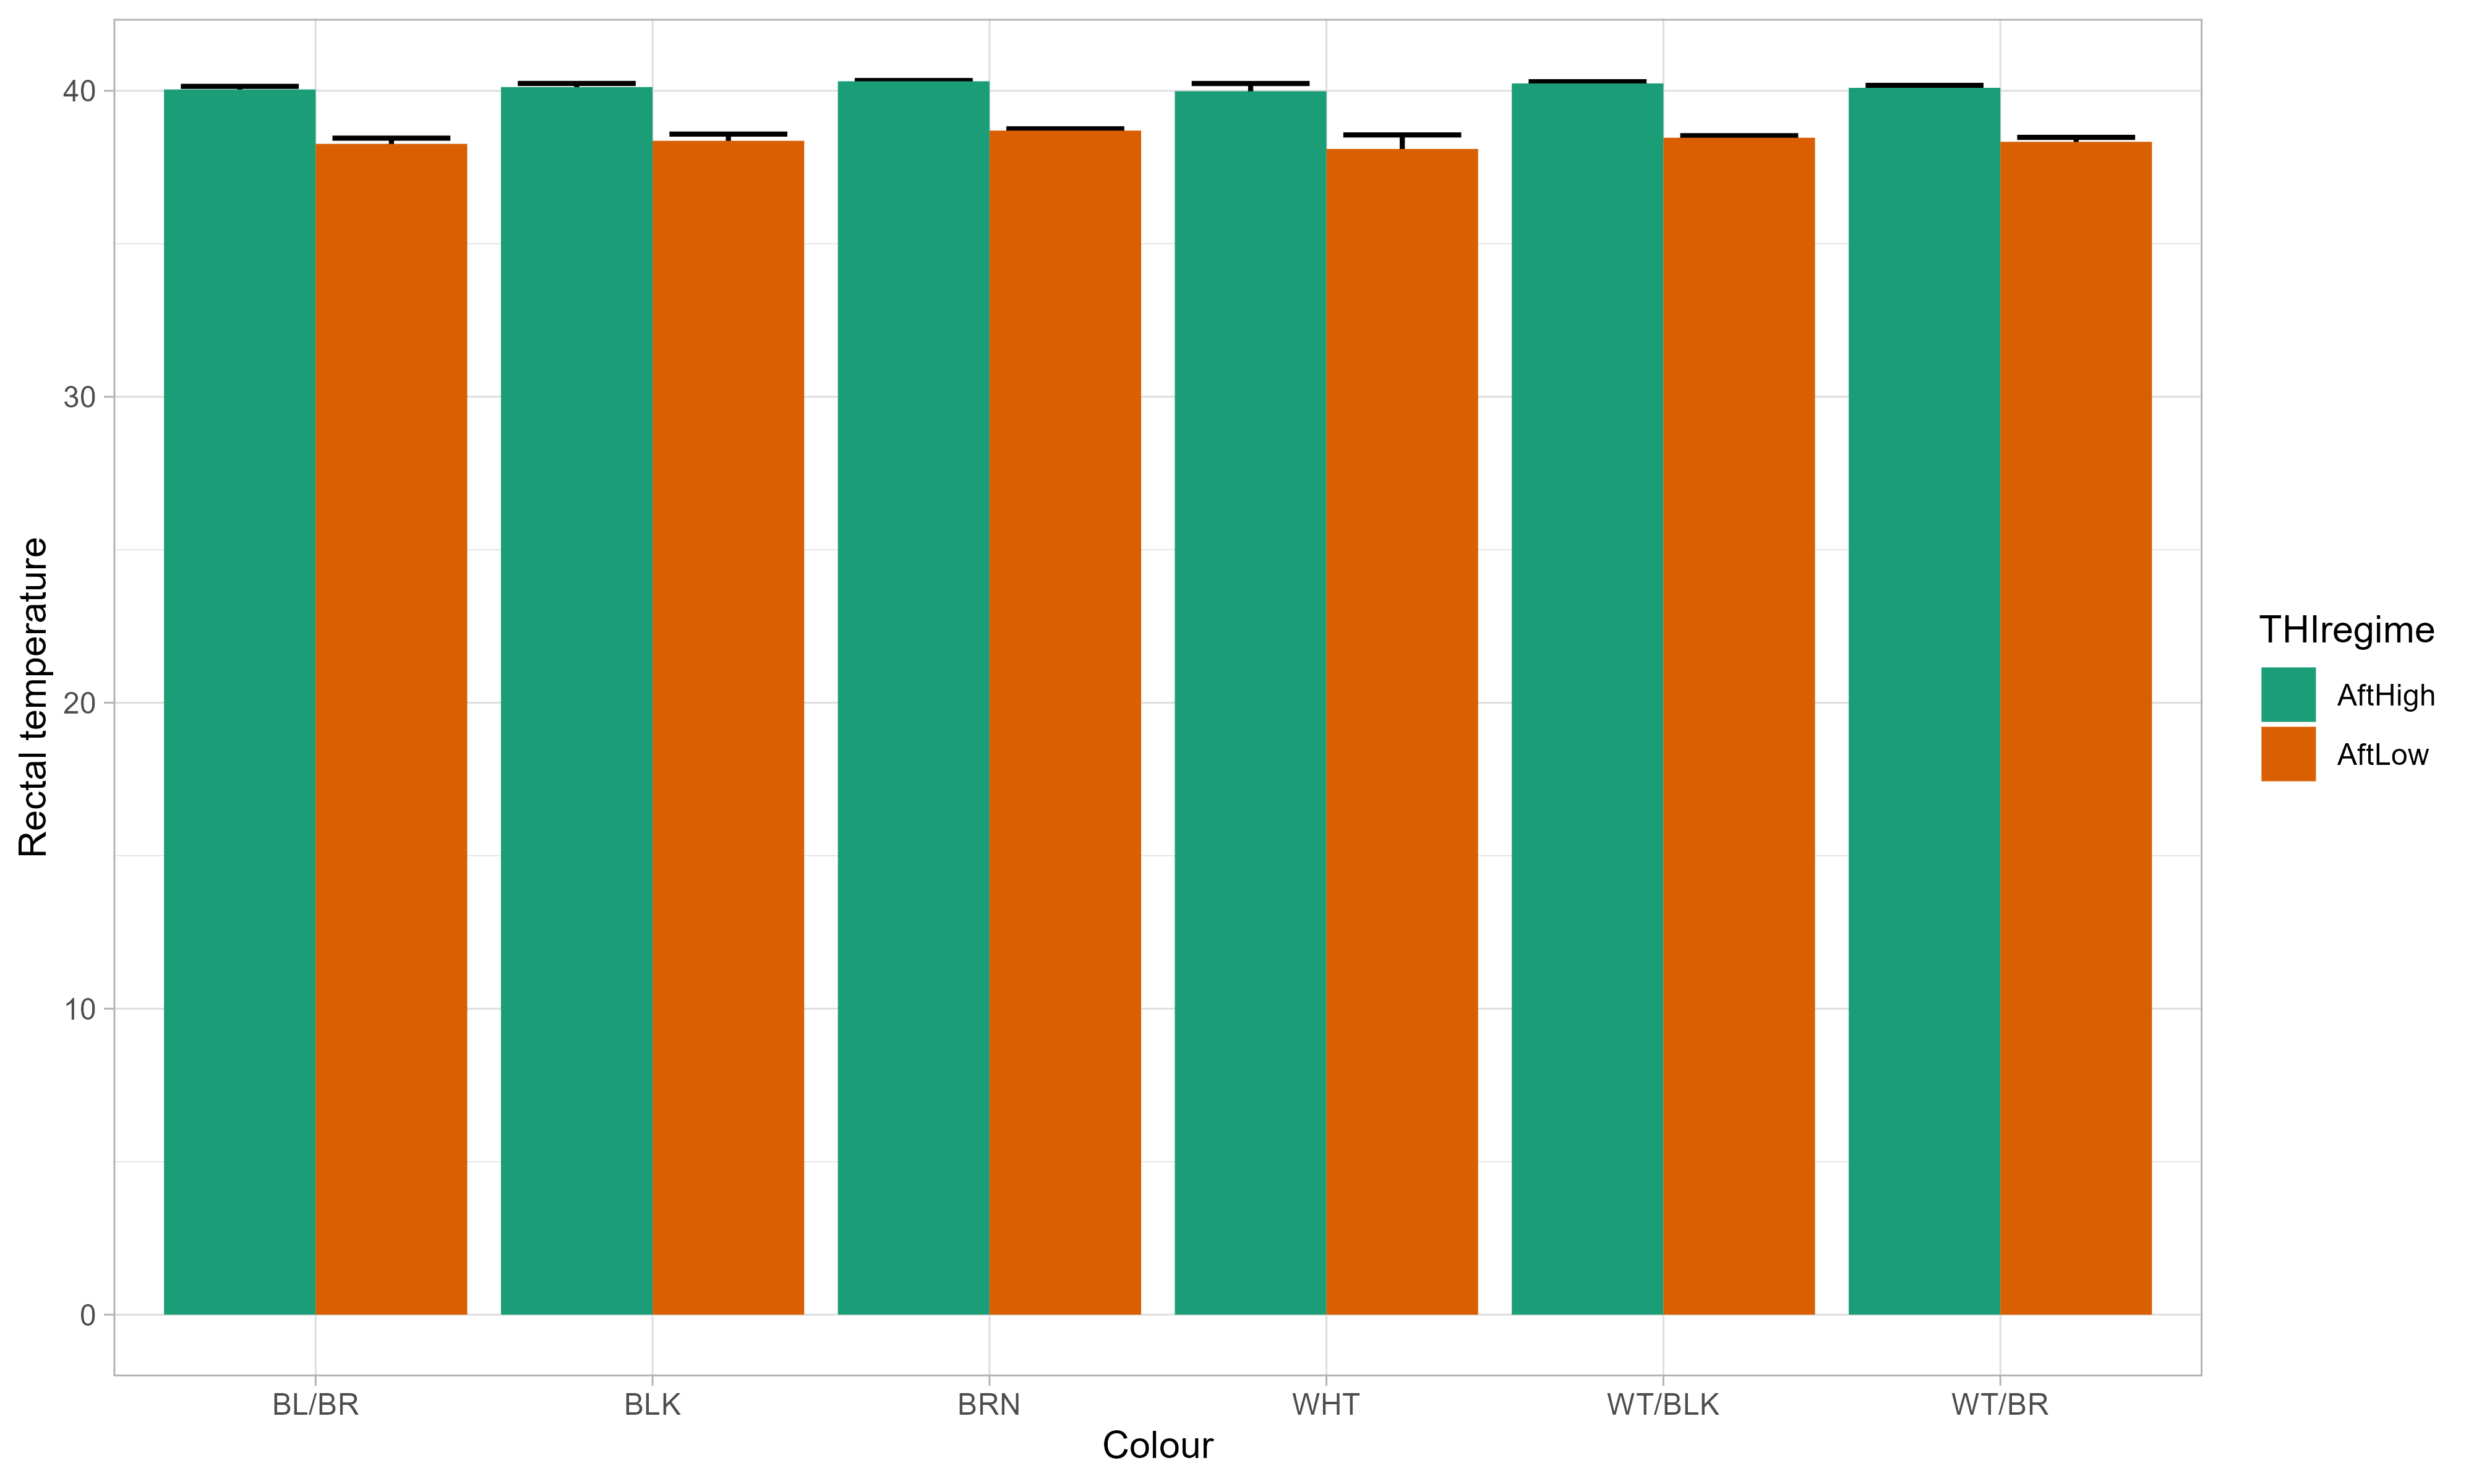 Rectal temperature
40
30
20
10
0
BL/BR BLK BRN WHT WT/BLK WT/BR
Colour
THIregime
AftHigh
AftLow